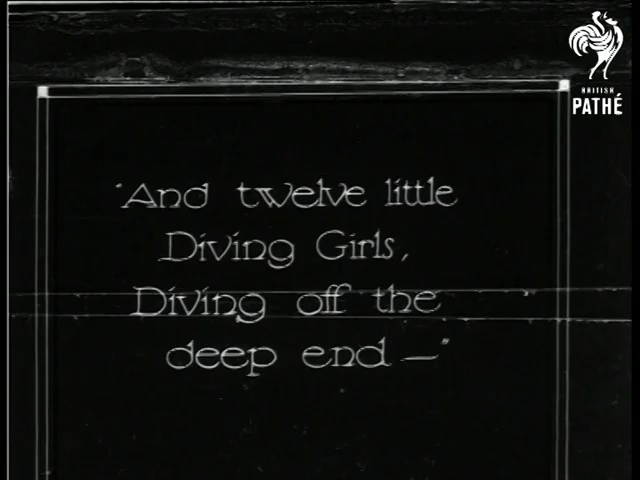 BRITISH
PATHÉ
"And twelve little
Diving Girls,
Diving off the
deep end —"